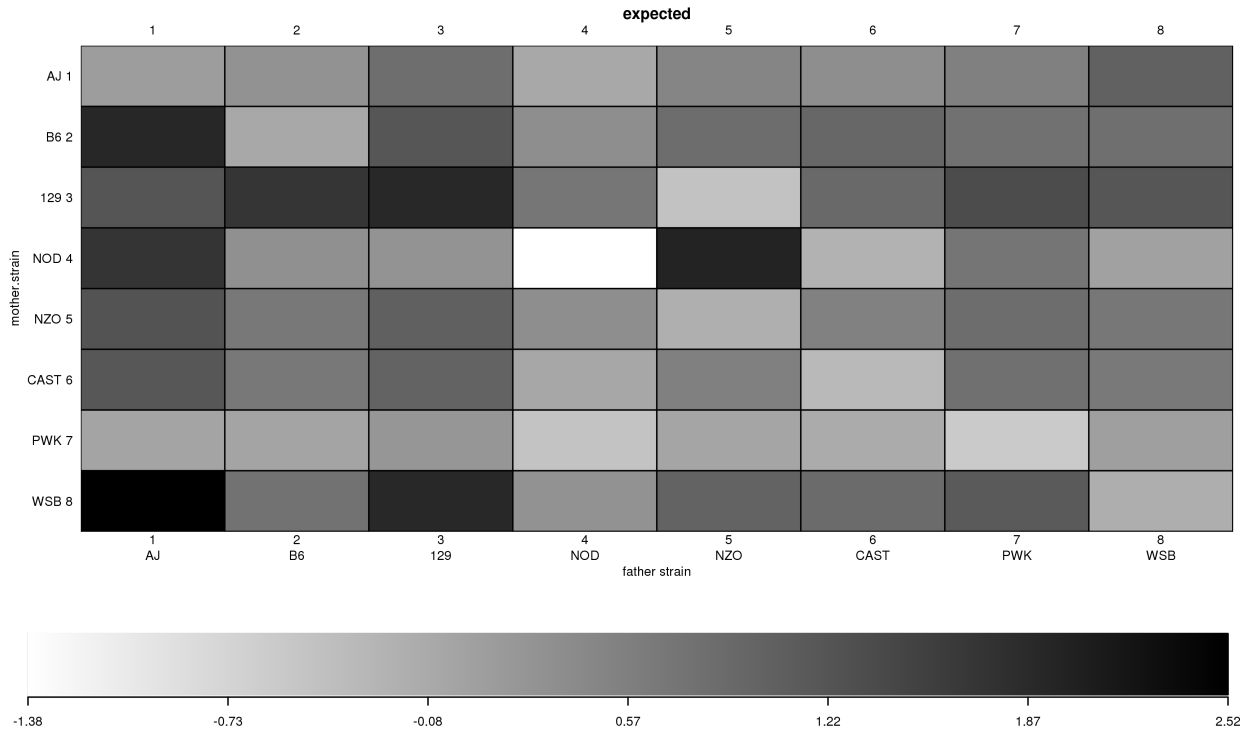 expected
1 2 3 4 5 6 7 8
AJ 1
B6 2
129 3
NOD 4
NZO 5
CAST 6
PWK 7
WSB 8
mother.strain
1 2 3 4 5 6 7 8
AJ B6 129 NOD NZO CAST PWK WSB
father strain
-1.38 -0.73 -0.08 0.57 1.22 1.87 2.52